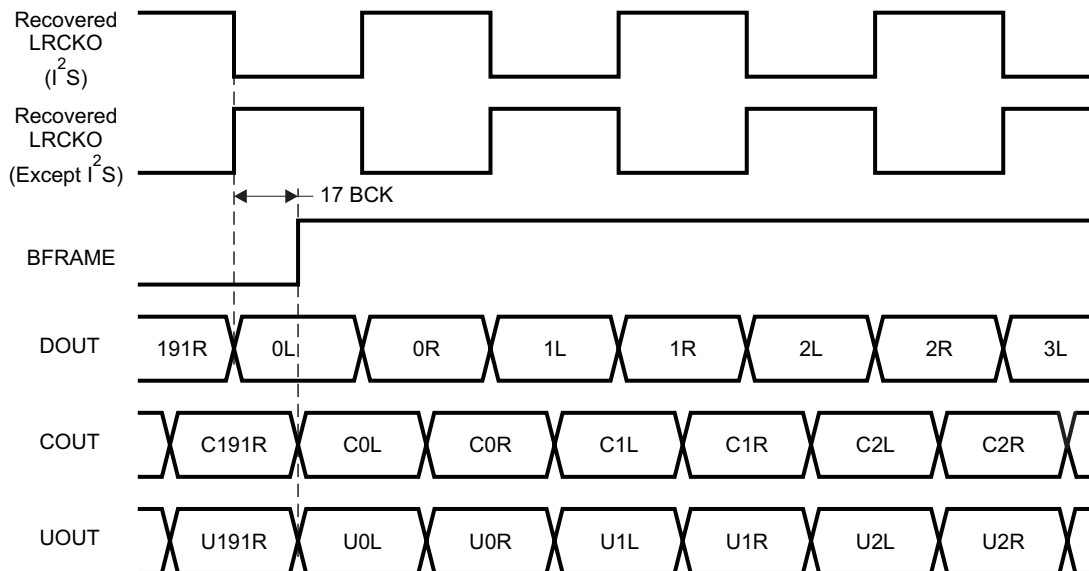 Recovered
LRCKO
(I²S)
Recovered
LRCKO
(Except I²S)
17 BCK
BFRAME
DOUT 191R 0L 0R 1L 1R 2L 2R 3L
COUT C191R C0L C0R C1L C1R C2L C2R
UOUT U191R U0L U0R U1L U1R U2L U2R